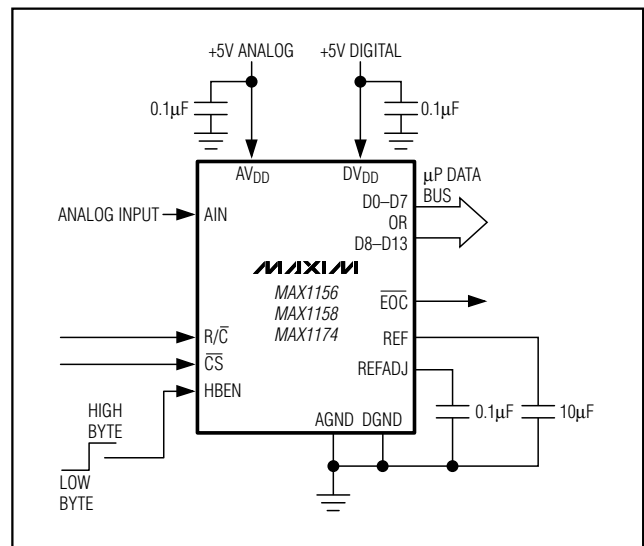 +5V ANALOG
+5V DIGITAL
0.1µF
0.1µF
AVDD
DVDD
µP DATA
BUS
ANALOG INPUT
AIN
D0–D7
OR
D8–D13
MAXIM
MAX1156
MAX1158
MAX1174
EOC
R/C
REF
CS
REFADJ
HBEN
HIGH
BYTE
LOW
BYTE
AGND
DGND
0.1µF
10µF